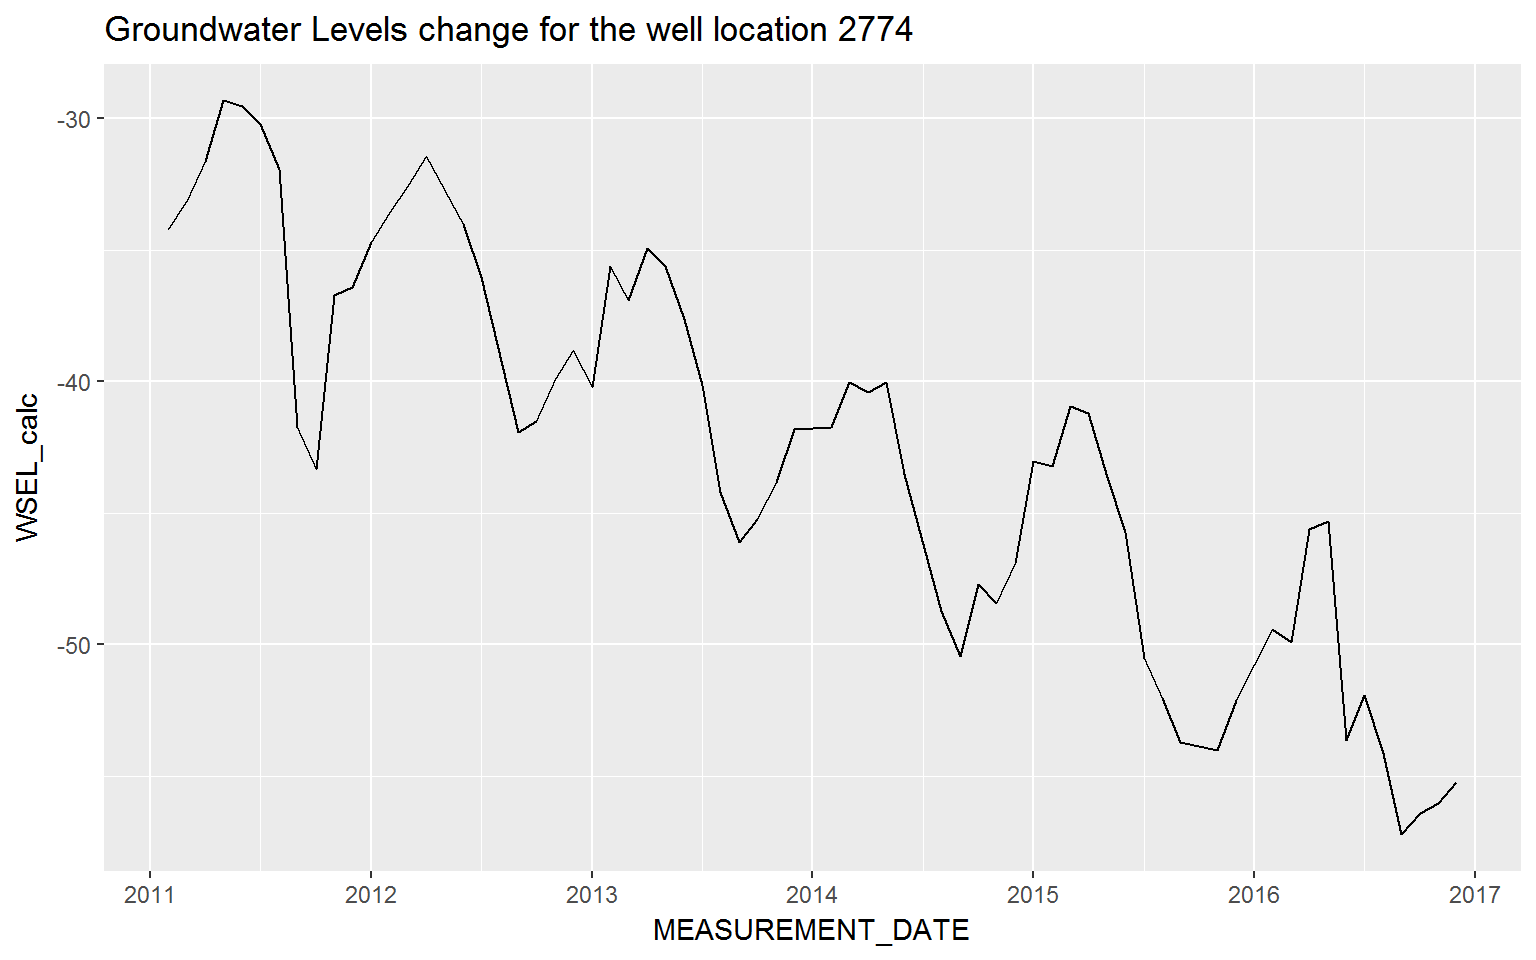 Groundwater Levels change for the well location 2774
-30
-40
-50
WSEL_calc
2011 2012 2013 2014 2015 2016 2017
MEASUREMENT_DATE